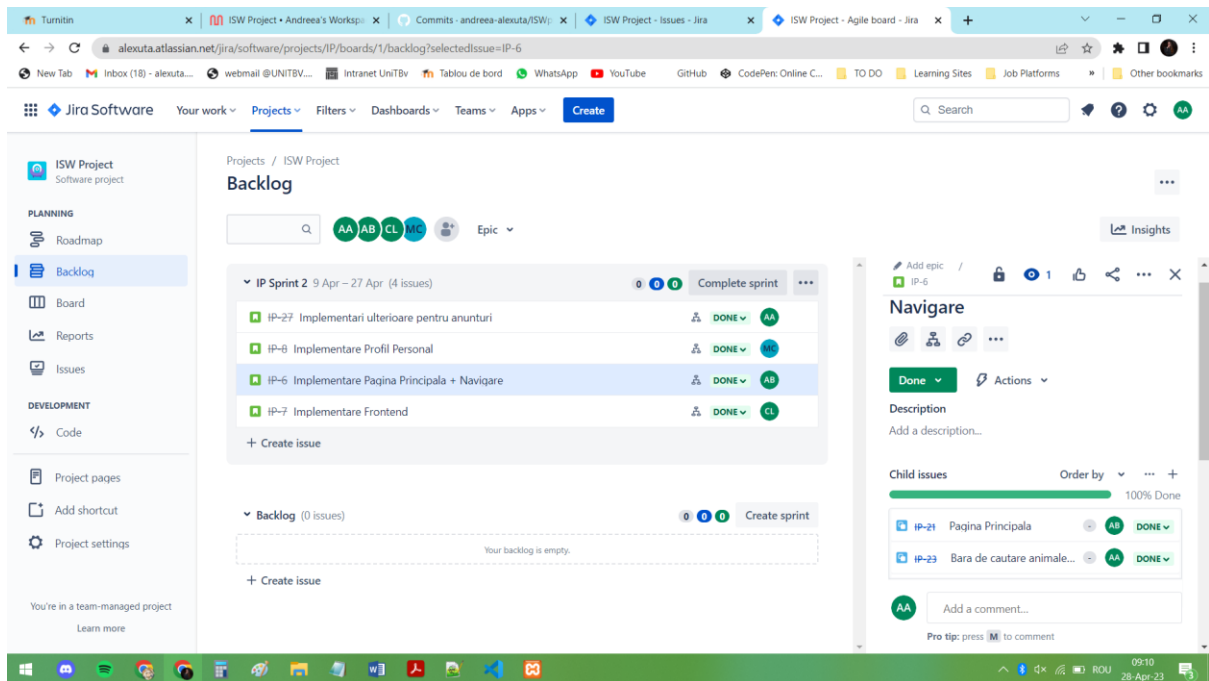 Turnitin
ISW Project • Andreea's Workspa
Commits · andreea-alexuta/ISWp
ISW Project - Issues - Jira
ISW Project - Agile board - Jira
alexuta.atlassian.net/jira/software/projects/IP/boards/1/backlog?selectedIssue=IP-6
New Tab
Inbox (18) - alexuta....
webmail @UNITBV....
Intranet UniTBv
Tablou de bord
WhatsApp
YouTube
GitHub
CodePen: Online C...
TO DO
Learning Sites
Job Platforms
»
Other bookmarks
Jira Software
Your work
Projects
Filters
Dashboards
Teams
Apps
Create
Search
AA
ISW Project
Software project
PLANNING
Roadmap
Backlog
Board
Reports
Issues
DEVELOPMENT
Code
Project pages
Add shortcut
Project settings
You're in a team-managed project
Learn more
Projects / ISW Project
Backlog
AA AB CL MC
Epic
Insights
IP Sprint 2 9 Apr – 27 Apr (4 issues) 0 0 0 Complete sprint
IP-27 Implementari ulterioare pentru anunturi DONE AA
IP-8 Implementare Profil Personal DONE MC
IP-6 Implementare Pagina Principala + Navigare DONE AB
IP-7 Implementare Frontend DONE CL
+ Create issue
Backlog (0 issues) 0 0 0 Create sprint
Your backlog is empty.
+ Create issue
Add epic /
IP-6
1
Navigare
Done
Actions
Description
Add a description...
Child issues Order by
100% Done
IP-21 Pagina Principala - AB DONE
IP-23 Bara de cautare animale... - AA DONE
AA Add a comment...
Pro tip: press M to comment
ROU
09:10
28-Apr-23
3